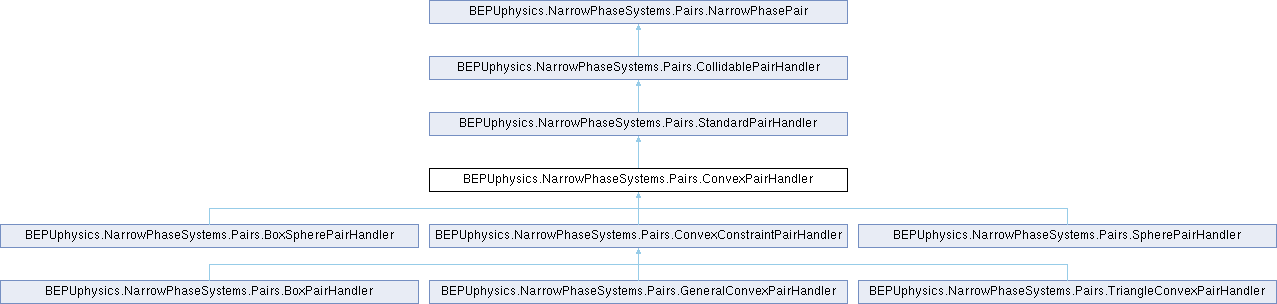 BEPUphysics.NarrowPhaseSystems.Pairs.NarrowPhasePair
BEPUphysics.NarrowPhaseSystems.Pairs.CollidablePairHandler
BEPUphysics.NarrowPhaseSystems.Pairs.StandardPairHandler
BEPUphysics.NarrowPhaseSystems.Pairs.ConvexPairHandler
BEPUphysics.NarrowPhaseSystems.Pairs.BoxSpherePairHandler
BEPUphysics.NarrowPhaseSystems.Pairs.ConvexConstraintPairHandler
BEPUphysics.NarrowPhaseSystems.Pairs.SpherePairHandler
BEPUphysics.NarrowPhaseSystems.Pairs.BoxPairHandler
BEPUphysics.NarrowPhaseSystems.Pairs.GeneralConvexPairHandler
BEPUphysics.NarrowPhaseSystems.Pairs.TriangleConvexPairHandler